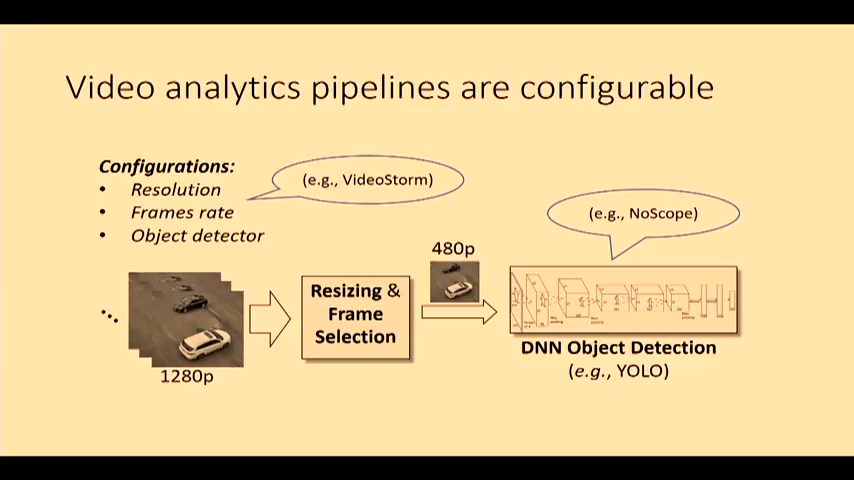 Video analytics pipelines are configurable
Configurations:
• Resolution
• Frames rate
• Object detector
(e.g., VideoStorm)
(e.g., NoScope)
480p
...
Resizing &
Frame
Selection
1280p
DNN Object Detection
(e.g., YOLO)